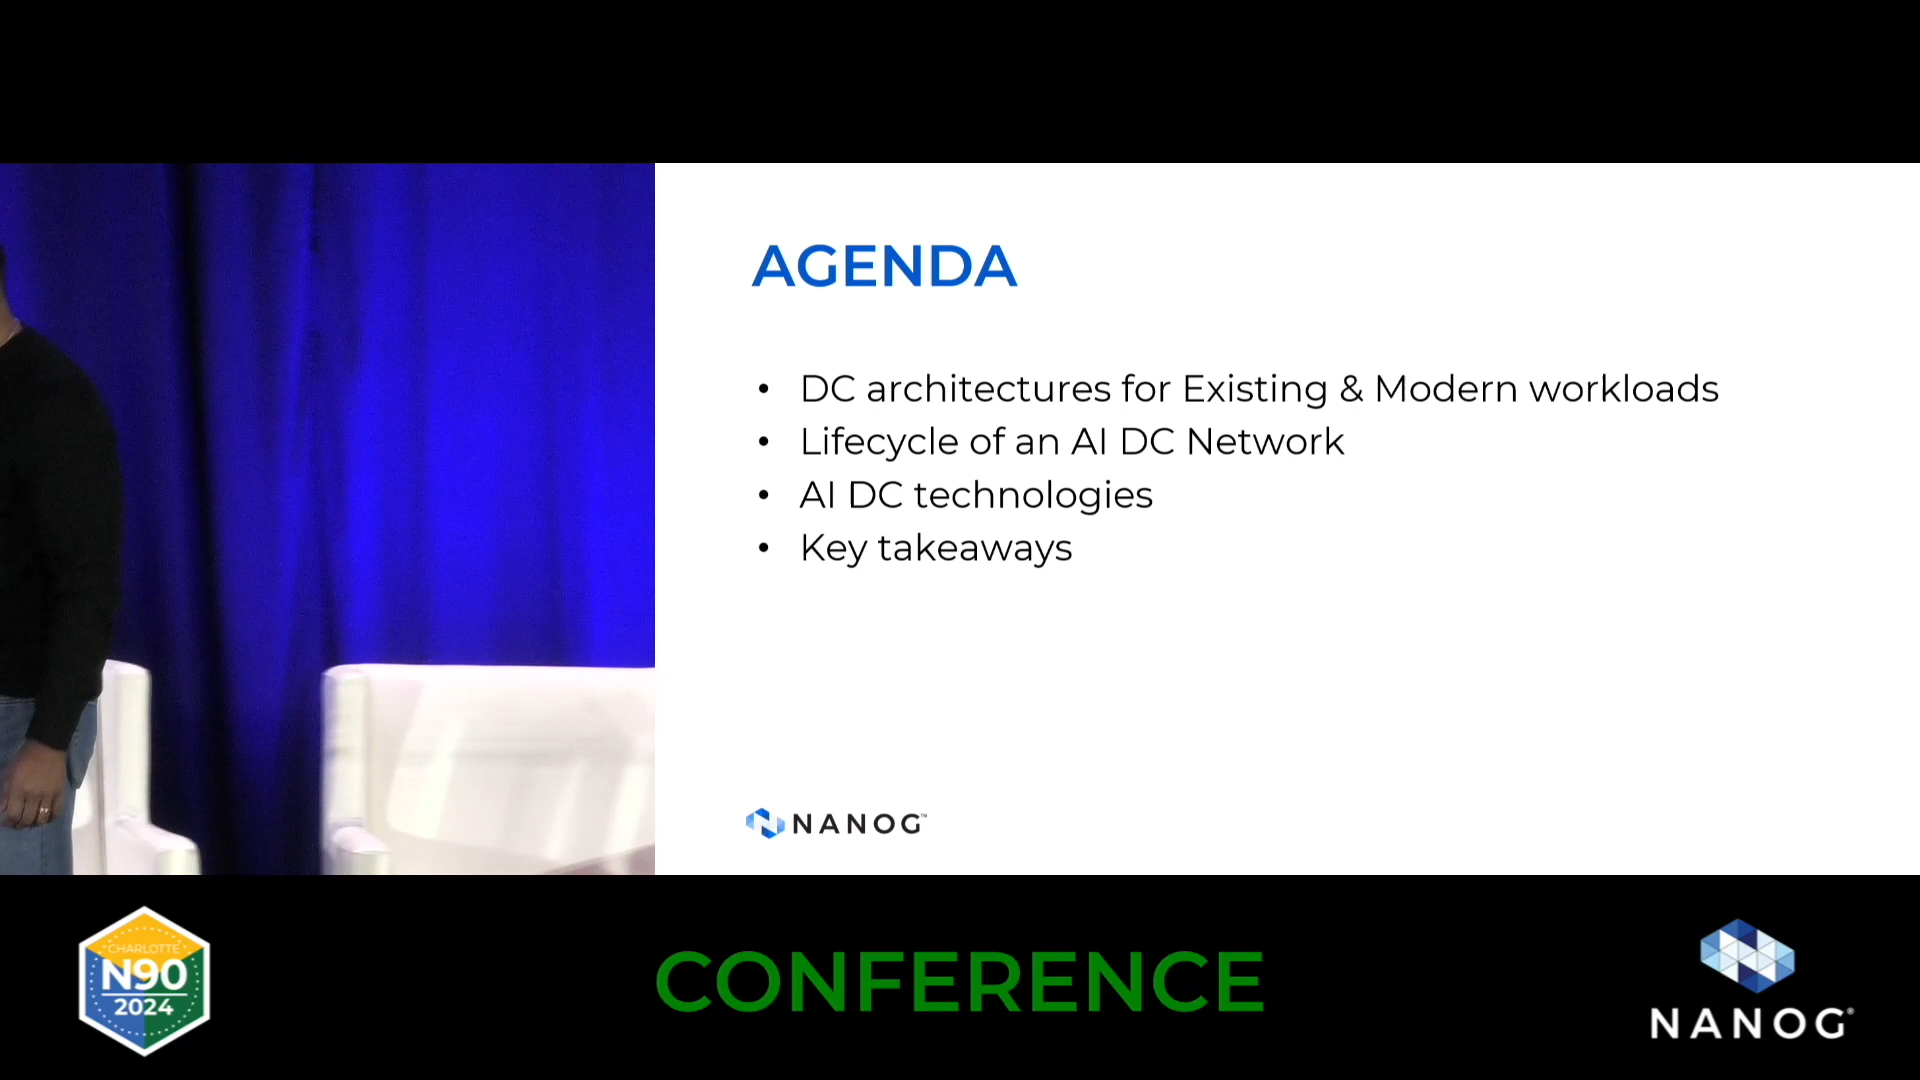 AGENDA
• DC architectures for Existing & Modern workloads
• Lifecycle of an AI DC Network
• AI DC technologies
• Key takeaways
NANOG™
CHARLOTTE
N90
2024
CONFERENCE
NANOG®